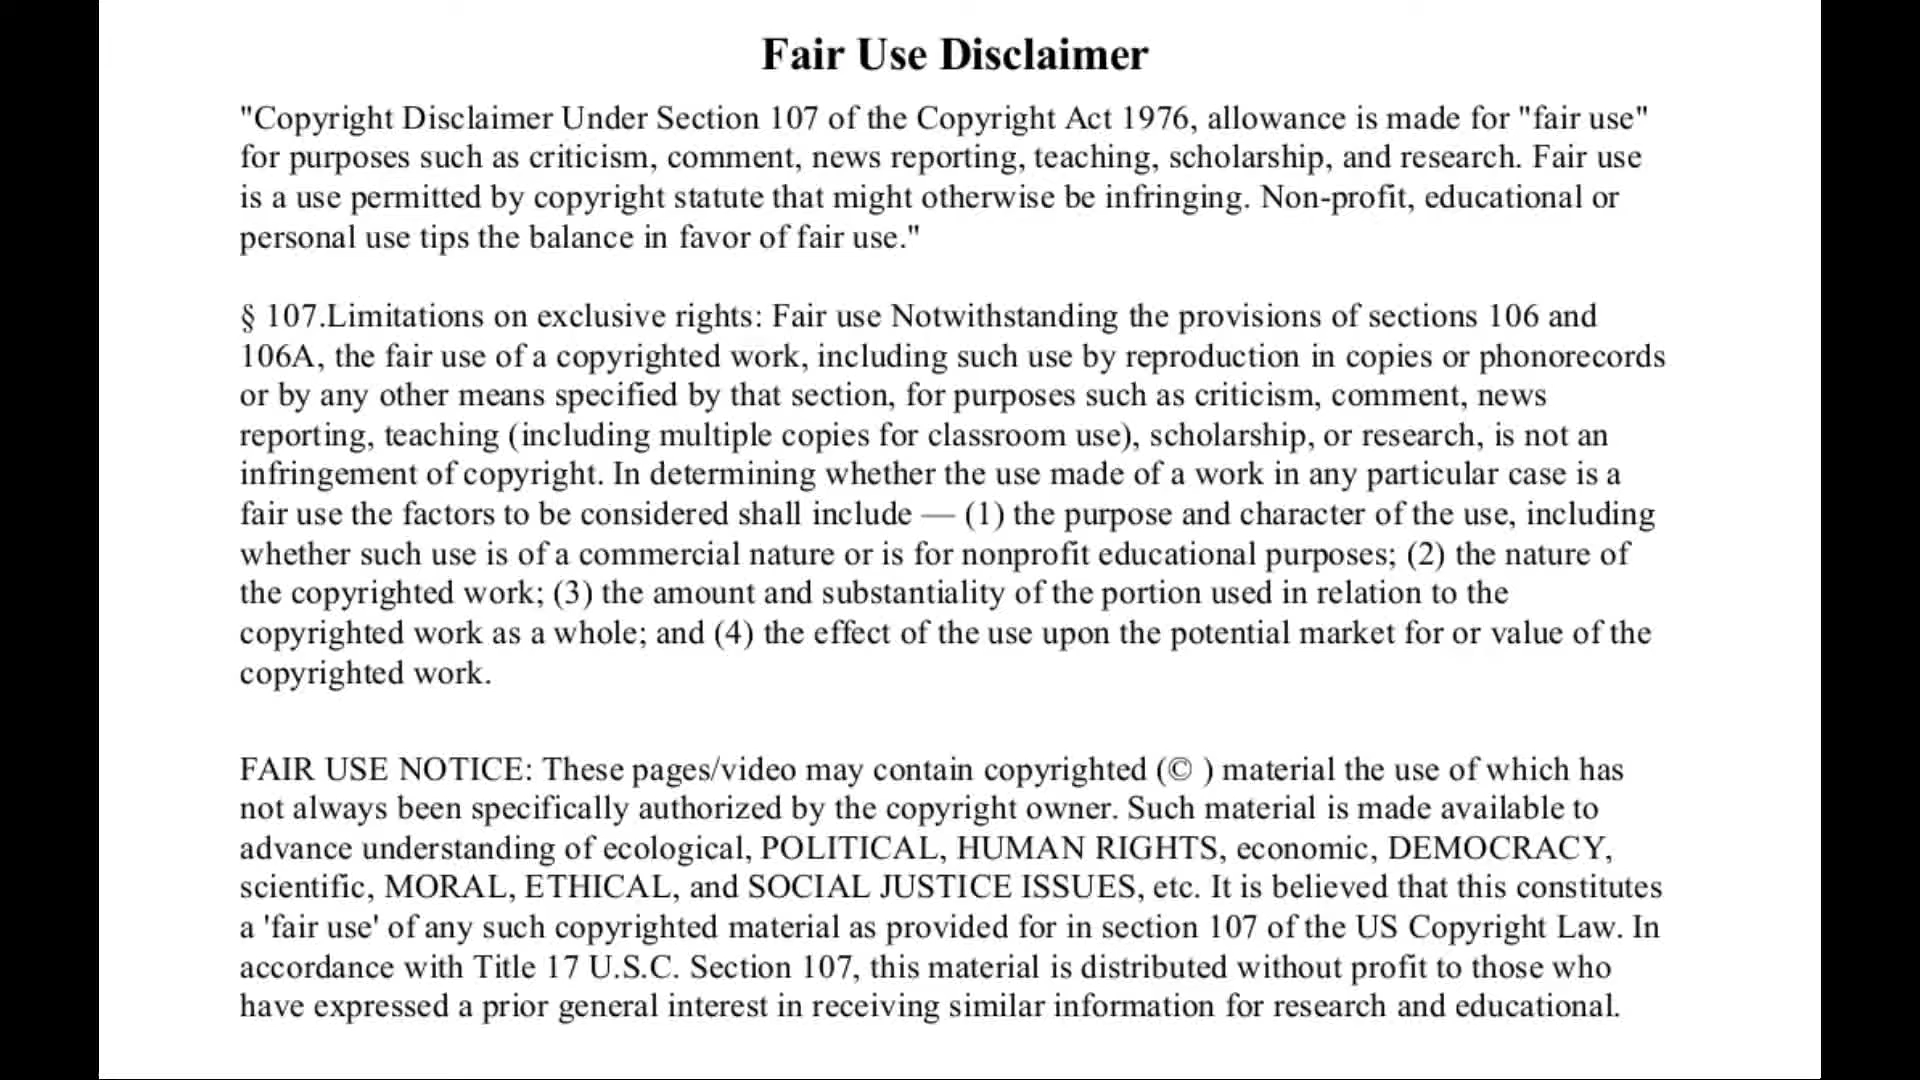 Fair Use Disclaimer
"Copyright Disclaimer Under Section 107 of the Copyright Act 1976, allowance is made for "fair use"
for purposes such as criticism, comment, news reporting, teaching, scholarship, and research. Fair use
is a use permitted by copyright statute that might otherwise be infringing. Non-profit, educational or
personal use tips the balance in favor of fair use."
§ 107.Limitations on exclusive rights: Fair use Notwithstanding the provisions of sections 106 and
106A, the fair use of a copyrighted work, including such use by reproduction in copies or phonorecords
or by any other means specified by that section, for purposes such as criticism, comment, news
reporting, teaching (including multiple copies for classroom use), scholarship, or research, is not an
infringement of copyright. In determining whether the use made of a work in any particular case is a
fair use the factors to be considered shall include — (1) the purpose and character of the use, including
whether such use is of a commercial nature or is for nonprofit educational purposes; (2) the nature of
the copyrighted work; (3) the amount and substantiality of the portion used in relation to the
copyrighted work as a whole; and (4) the effect of the use upon the potential market for or value of the
copyrighted work.
FAIR USE NOTICE: These pages/video may contain copyrighted (© ) material the use of which has
not always been specifically authorized by the copyright owner. Such material is made available to
advance understanding of ecological, POLITICAL, HUMAN RIGHTS, economic, DEMOCRACY,
scientific, MORAL, ETHICAL, and SOCIAL JUSTICE ISSUES, etc. It is believed that this constitutes
a 'fair use' of any such copyrighted material as provided for in section 107 of the US Copyright Law. In
accordance with Title 17 U.S.C. Section 107, this material is distributed without profit to those who
have expressed a prior general interest in receiving similar information for research and educational.